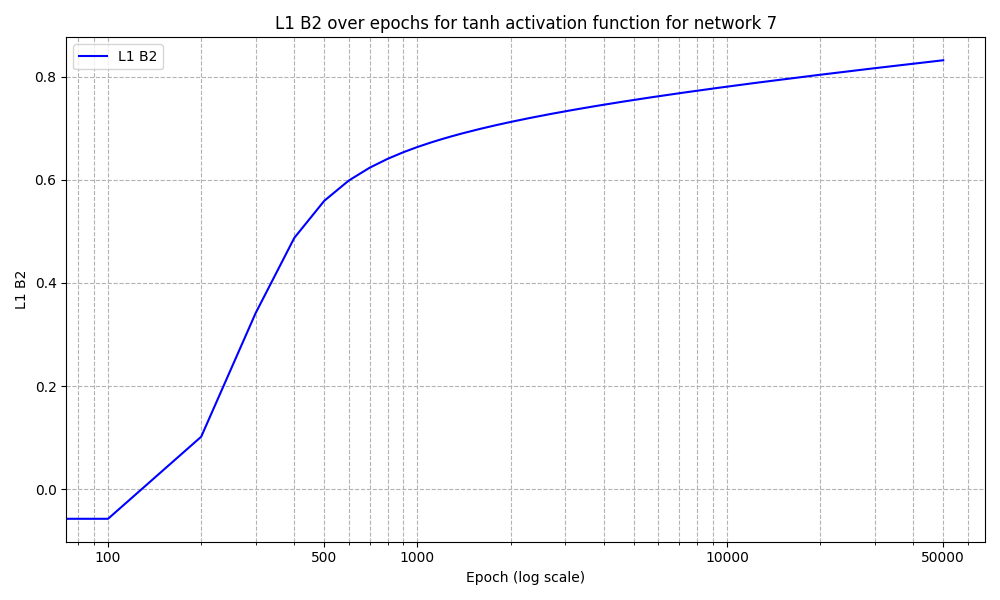 L1 B2 over epochs for tanh activation function for network 7
L1 B2
0.8
0.6
0.4
0.2
0.0
L1 B2
100
500
1000
10000
50000
Epoch (log scale)